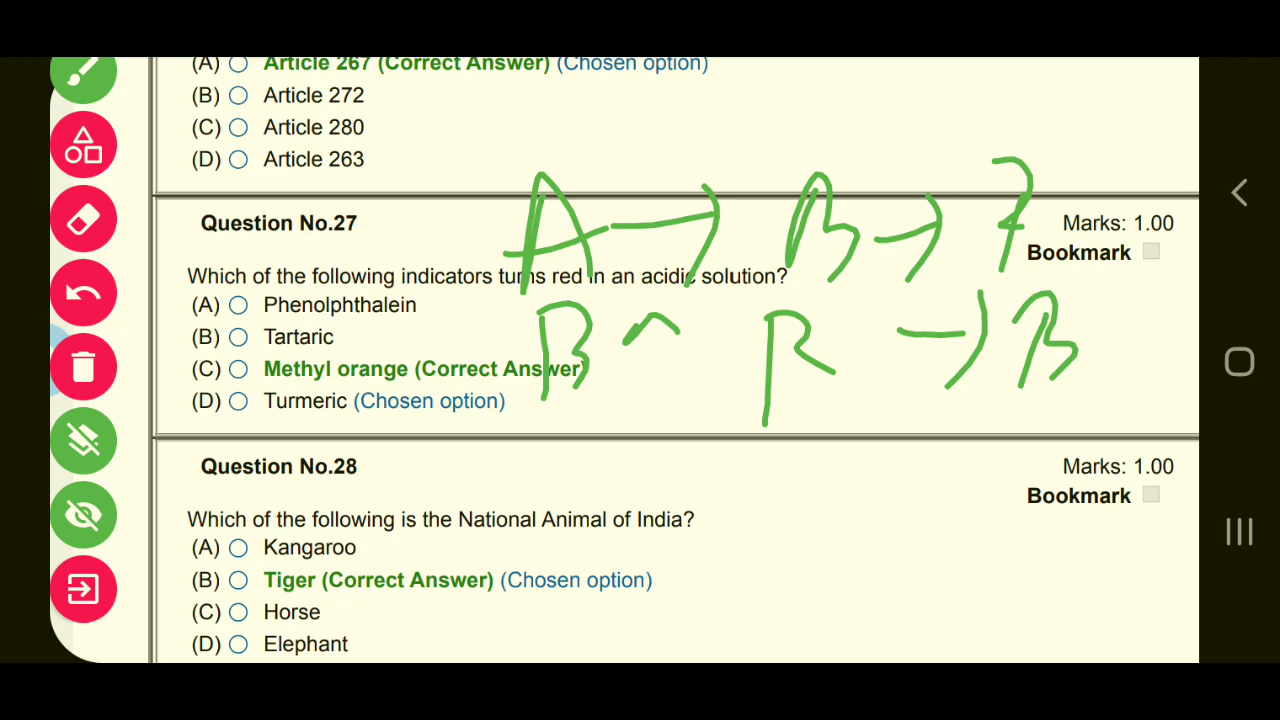 (A) Article 267 (Correct Answer) (Chosen option)
(B) Article 272
(C) Article 280
(D) Article 263
Question No.27
Marks: 1.00
Bookmark
Which of the following indicators turns red in an acidic solution?
(A) Phenolphthalein
(B) Tartaric
(C) Methyl orange (Correct Answer)
(D) Turmeric (Chosen option)
A → B → R
B R → B
Question No.28
Marks: 1.00
Bookmark
Which of the following is the National Animal of India?
(A) Kangaroo
(B) Tiger (Correct Answer) (Chosen option)
(C) Horse
(D) Elephant